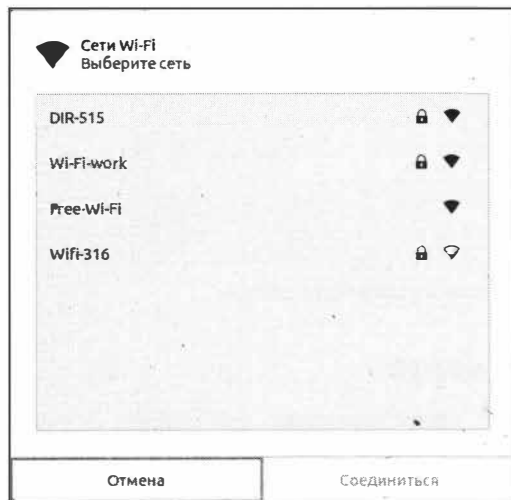 Сети Wi-Fi
Выберите сеть
DIR-515
Wi-Fi-work
Free-Wi-Fi
Wifi-316
Отмена
Соединиться